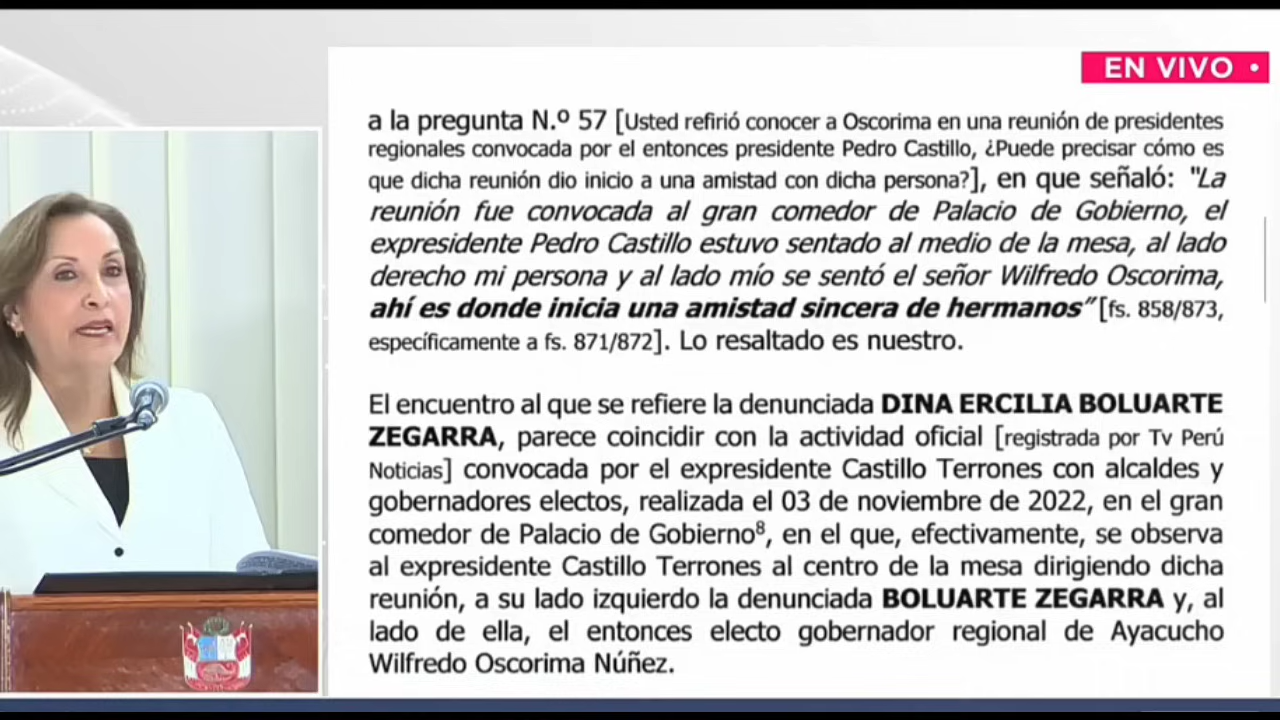 EN VIVO
a la pregunta N.º 57 [Usted refirió conocer a Oscorima en una reunión de presidentes
regionales convocada por el entonces presidente Pedro Castillo, ¿Puede precisar cómo es
que dicha reunión dio inicio a una amistad con dicha persona?], en que señaló: "La
reunión fue convocada al gran comedor de Palacio de Gobierno, el
expresidente Pedro Castillo estuvo sentado al medio de la mesa, al lado
derecho mi persona y al lado mío se sentó el señor Wilfredo Oscorima,
ahí es donde inicia una amistad sincera de hermanos" [fs. 858/873,
específicamente a fs. 871/872]. Lo resaltado es nuestro.
El encuentro al que se refiere la denunciada DINA ERCILIA BOLUARTE
ZEGARRA, parece coincidir con la actividad oficial [registrada por Tv Perú
Noticias] convocada por el expresidente Castillo Terrones con alcaldes y
gobernadores electos, realizada el 03 de noviembre de 2022, en el gran
comedor de Palacio de Gobierno⁸, en el que, efectivamente, se observa
al expresidente Castillo Terrones al centro de la mesa dirigiendo dicha
reunión, a su lado izquierdo la denunciada BOLUARTE ZEGARRA y, al
lado de ella, el entonces electo gobernador regional de Ayacucho
Wilfredo Oscorima Núñez.